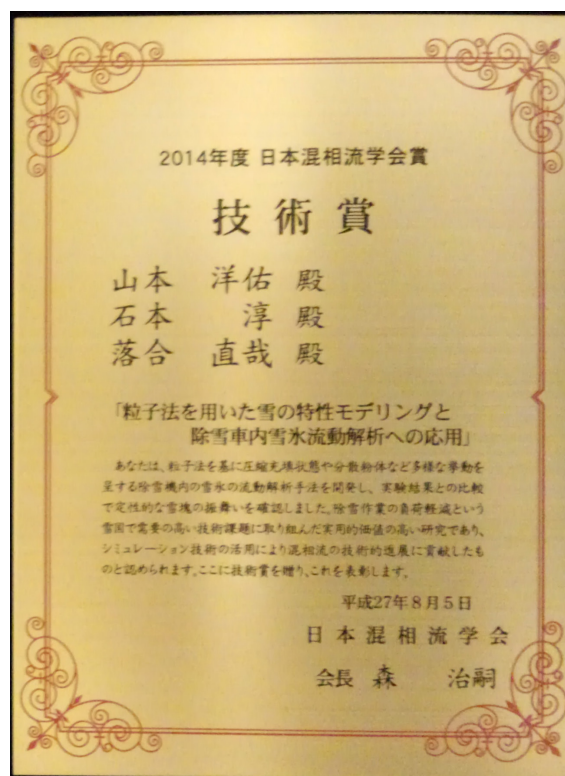 2014年度 日本混相流学会賞
技術賞
山本 洋佑 殿
石本 淳 殿
落合 直哉 殿
「粒子法を用いた雪の特性モデリングと
除雪車内雪氷流動解析への応用」
あなたは、粒子法を基に圧縮充填状態や分散粉体など多様な挙動を
呈する除雪機内の雪氷の流動解析手法を開発し、実験結果との比較
で定性的な雪塊の振舞いを確認しました。除雪作業の負荷軽減という
雪国で需要の高い技術課題に取り組んだ実用的価値の高い研究であり、
シミュレーション技術の活用により混相流の技術的進展に貢献したも
のと認められます。ここに技術賞を贈り、これを表彰します。
平成27年8月5日
日本混相流学会
会長 森 治嗣